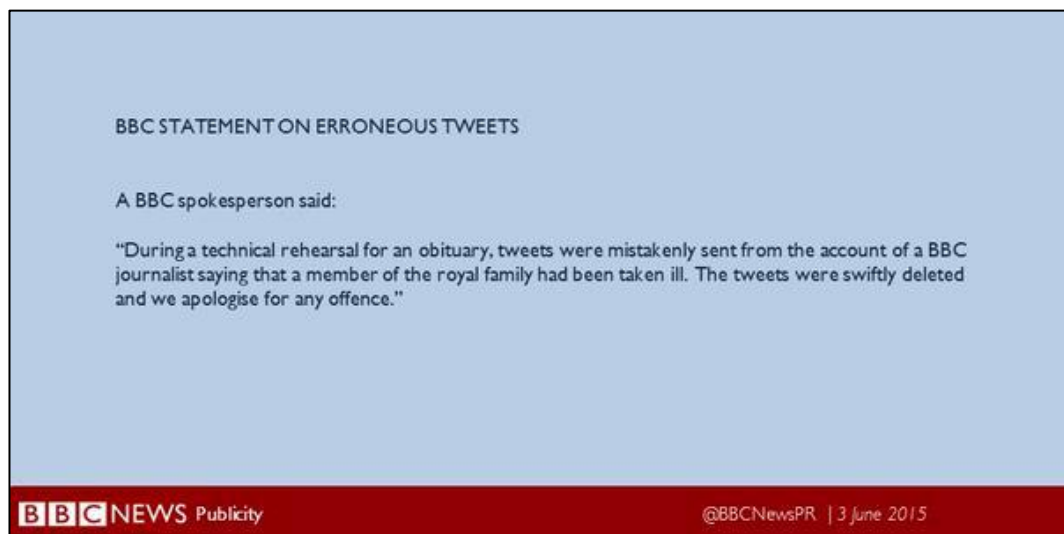 BBC STATEMENT ON ERRONEOUS TWEETS
A BBC spokesperson said:
“During a technical rehearsal for an obituary, tweets were mistakenly sent from the account of a BBC
journalist saying that a member of the royal family had been taken ill. The tweets were swiftly deleted
and we apologise for any offence.”
BBC NEWS Publicity @BBCNewsPR | 3 June 2015